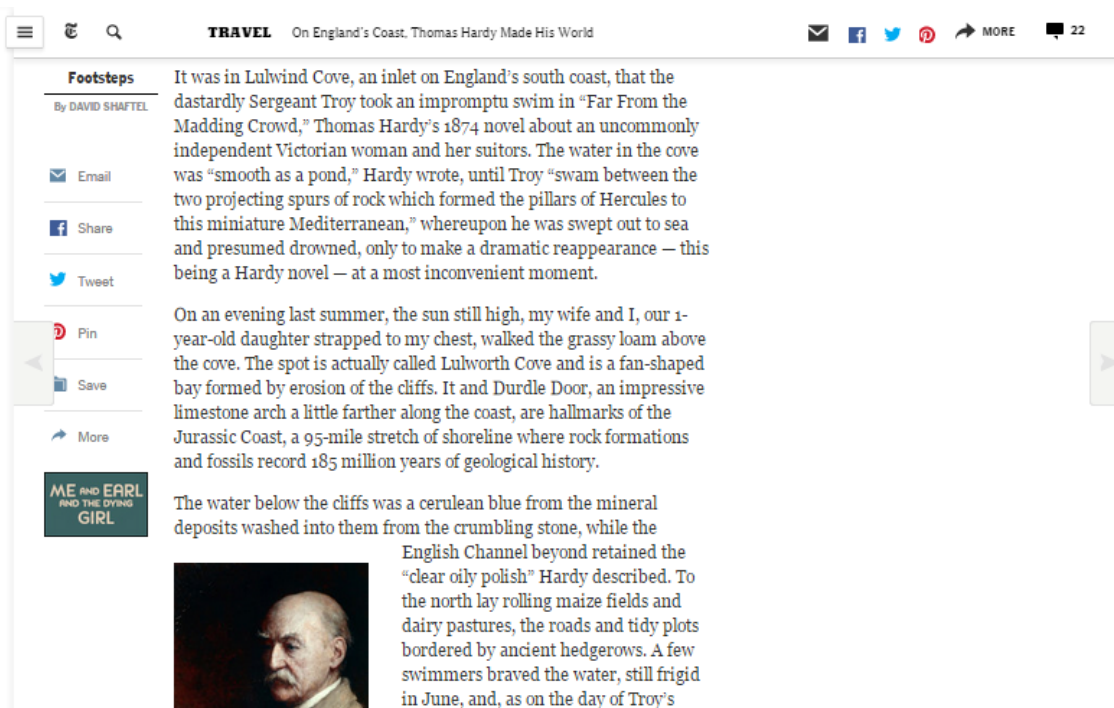 TRAVEL On England's Coast, Thomas Hardy Made His World
MORE
22
Footsteps
By DAVID SHAFTEL
Email
Share
Tweet
Pin
Save
More
ME AND EARL
AND THE DYING
GIRL
It was in Lulwind Cove, an inlet on England's south coast, that the
dastardly Sergeant Troy took an impromptu swim in “Far From the
Madding Crowd,” Thomas Hardy's 1874 novel about an uncommonly
independent Victorian woman and her suitors. The water in the cove
was “smooth as a pond,” Hardy wrote, until Troy “swam between the
two projecting spurs of rock which formed the pillars of Hercules to
this miniature Mediterranean,” whereupon he was swept out to sea
and presumed drowned, only to make a dramatic reappearance — this
being a Hardy novel — at a most inconvenient moment.
On an evening last summer, the sun still high, my wife and I, our 1-
year-old daughter strapped to my chest, walked the grassy loam above
the cove. The spot is actually called Lulworth Cove and is a fan-shaped
bay formed by erosion of the cliffs. It and Durdle Door, an impressive
limestone arch a little farther along the coast, are hallmarks of the
Jurassic Coast, a 95-mile stretch of shoreline where rock formations
and fossils record 185 million years of geological history.
The water below the cliffs was a cerulean blue from the mineral
deposits washed into them from the crumbling stone, while the
English Channel beyond retained the
“clear oily polish” Hardy described. To
the north lay rolling maize fields and
dairy pastures, the roads and tidy plots
bordered by ancient hedgerows. A few
swimmers braved the water, still frigid
in June, and, as on the day of Troy's